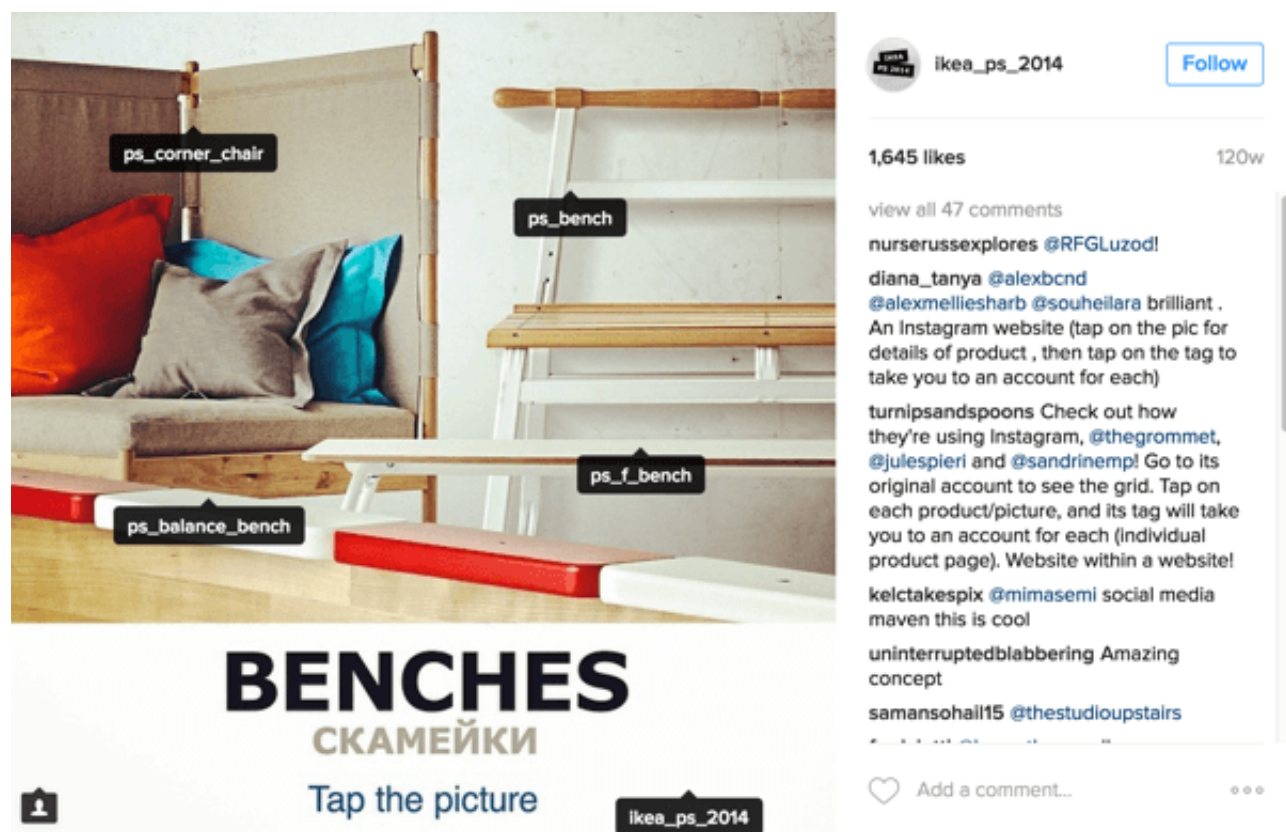 ps_corner_chair
ps_bench
ps_f_bench
ps_balance_bench
BENCHES
СКАМЕЙКИ
Tap the picture
ikea_ps_2014
IKEA
PS 2014
ikea_ps_2014
Follow
1,645 likes
120w
view all 47 comments
nurserussexplores @RFGLuzod!
diana_tanya @alexbcnd
@alexmelliesharb @souheilara brilliant .
An Instagram website (tap on the pic for
details of product , then tap on the tag to
take you to an account for each)
turnipsandspoons Check out how
they're using Instagram, @thegrommet,
@julespieri and @sandrinemp! Go to its
original account to see the grid. Tap on
each product/picture, and its tag will take
you to an account for each (individual
product page). Website within a website!
kelctakespix @mimasemi social media
maven this is cool
uninterruptedblabbering Amazing
concept
samansohail15 @thestudioupstairs
Add a comment...